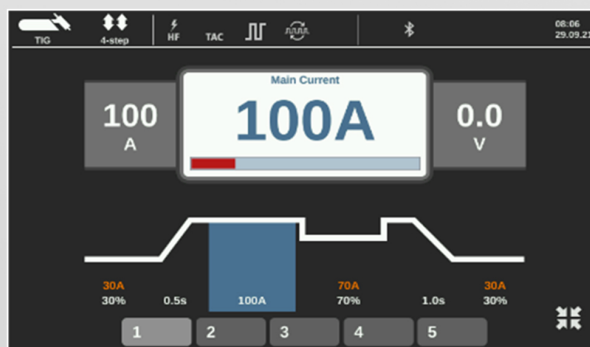 TIG
4-step
HF
TAC
08:06
29.09.21
Main Current
100
A
100A
0.0
V
30A
70A
30A
30%
0.5s
100A
70%
1.0s
30%
1
2
3
4
5